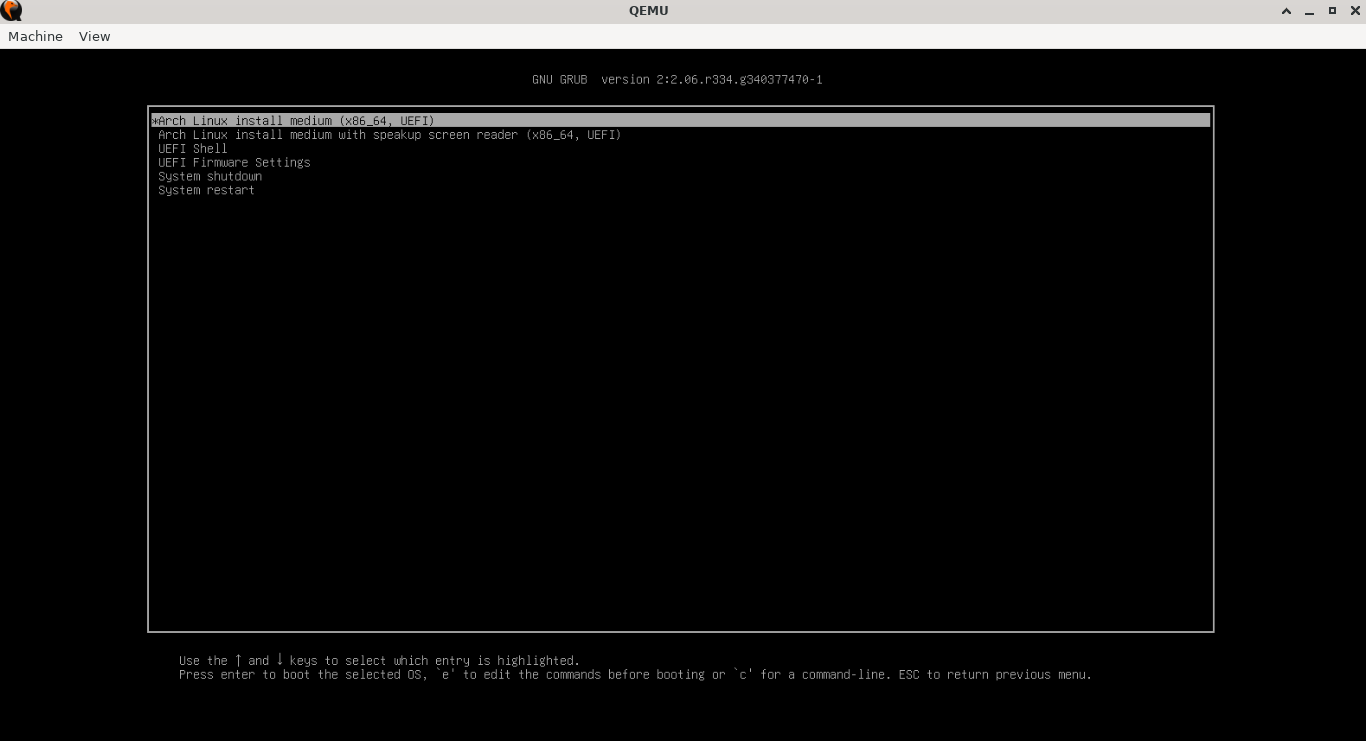 QEMU
Machine View
GNU GRUB  version 2:2.06.r334.g340377470-1
*Arch Linux install medium (x86_64, UEFI)
Arch Linux install medium with speakup screen reader (x86_64, UEFI)
UEFI Shell
UEFI Firmware Settings
System shutdown
System restart
Use the ↑ and ↓ keys to select which entry is highlighted.
Press enter to boot the selected OS, `e' to edit the commands before booting or `c' for a command-line. ESC to return previous menu.